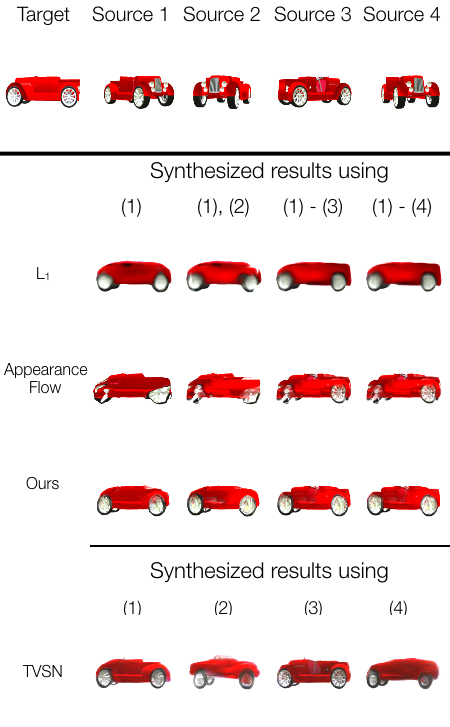 Target Source 1 Source 2 Source 3 Source 4
Synthesized results using
(1) (1), (2) (1) - (3) (1) - (4)
L₁
Appearance
Flow
Ours
Synthesized results using
(1) (2) (3) (4)
TVSN